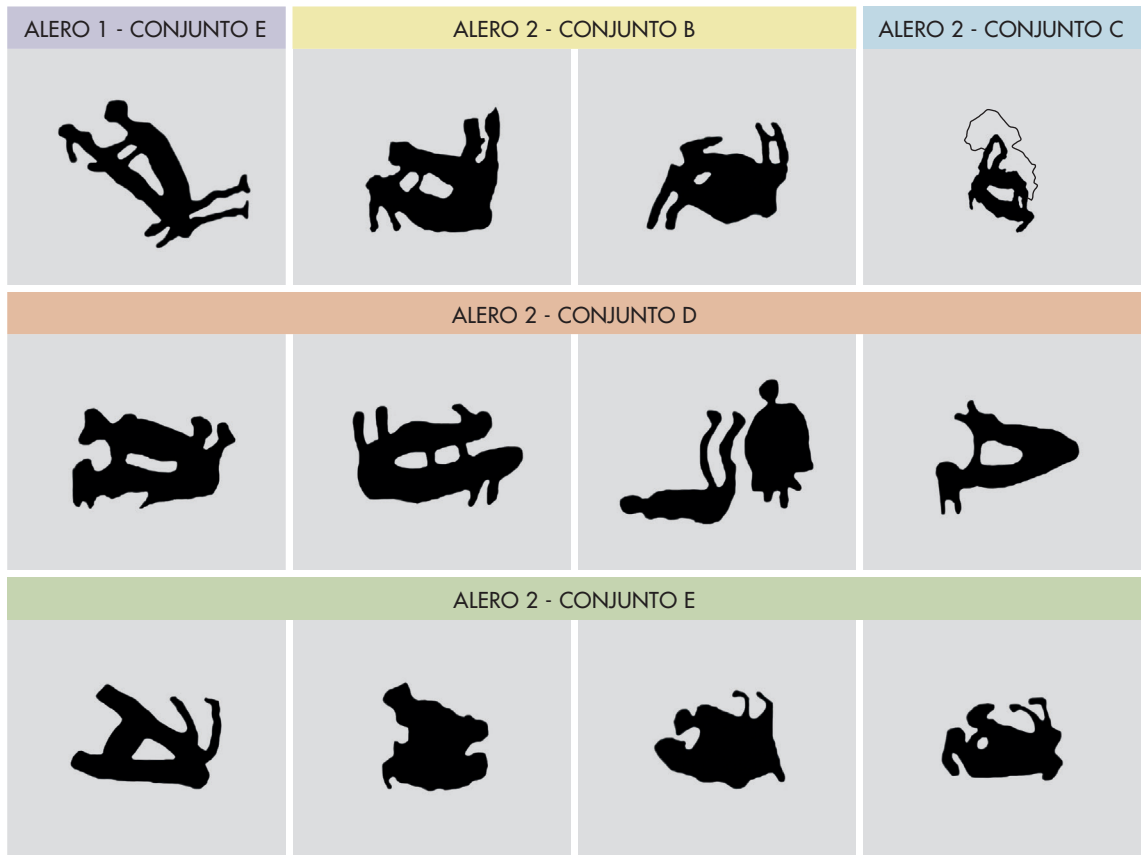 ALERO 1 - CONJUNTO E
ALERO 2 - CONJUNTO B
ALERO 2 - CONJUNTO C
ALERO 2 - CONJUNTO D
ALERO 2 - CONJUNTO E